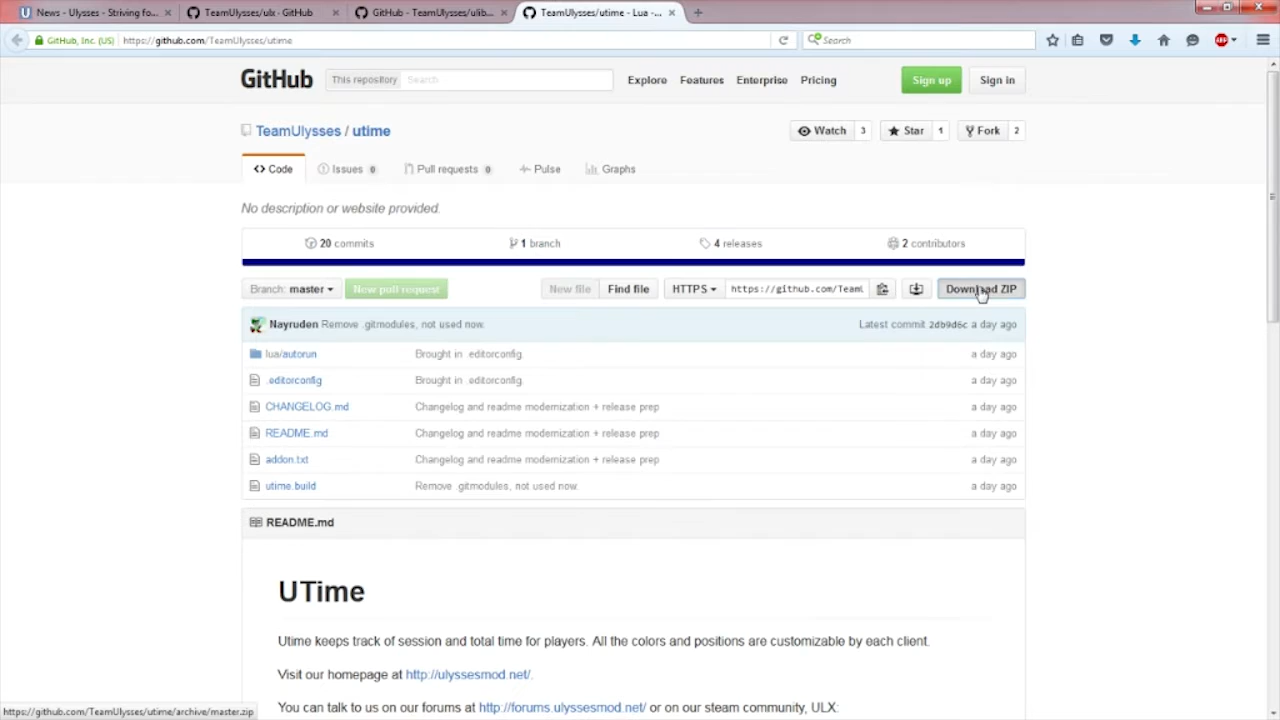 News - Ulysses - Striving fo...
TeamUlysses/ulx · GitHub
GitHub - TeamUlysses/ulib...
TeamUlysses/utime - Lua -...
GitHub, Inc. (US)
https://github.com/TeamUlysses/utime
Search
GitHub
This repository
Search
Explore
Features
Enterprise
Pricing
Sign up
Sign in
TeamUlysses / utime
Watch 3
Star 1
Fork 2
Code
Issues 0
Pull requests 0
Pulse
Graphs
No description or website provided.
20 commits
1 branch
4 releases
2 contributors
Branch: master
New pull request
New file
Find file
HTTPS
https://github.com/TeamU
Download ZIP
Nayruden Remove .gitmodules, not used now.
Latest commit 2db9d6c a day ago
lua/autorun
Brought in .editorconfig.
a day ago
.editorconfig
Brought in .editorconfig.
a day ago
CHANGELOG.md
Changelog and readme modernization + release prep
a day ago
README.md
Changelog and readme modernization + release prep
a day ago
addon.txt
Changelog and readme modernization + release prep
a day ago
utime.build
Remove .gitmodules, not used now.
a day ago
README.md
UTime
Utime keeps track of session and total time for players. All the colors and positions are customizable by each client.
Visit our homepage at http://ulyssesmod.net/.
You can talk to us on our forums at http://forums.ulyssesmod.net/ or on our steam community, ULX:
https://github.com/TeamUlysses/utime/archive/master.zip